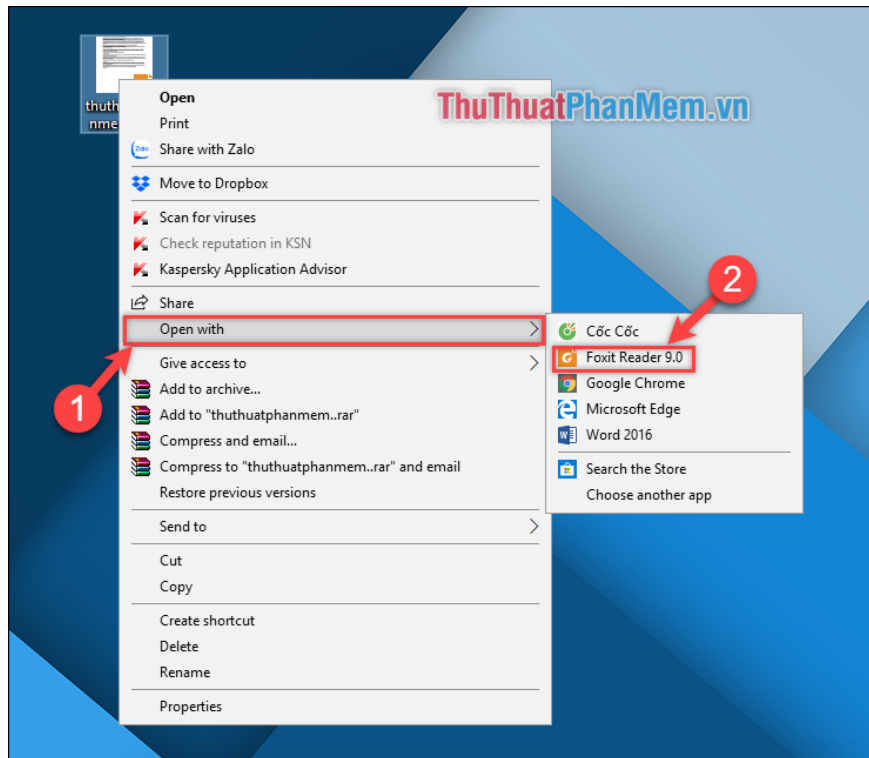 thuth
nme
ThuThuatPhanMem.vn
Open
Print
Zalo
Share with Zalo
Move to Dropbox
Scan for viruses
Check reputation in KSN
Kaspersky Application Advisor
Share
Open with
Give access to
Add to archive...
Add to "thuthuatphanmem..rar"
Compress and email...
Compress to "thuthuatphanmem..rar" and email
Restore previous versions
Send to
Cut
Copy
Create shortcut
Delete
Rename
Properties
1
2
Cốc Cốc
Foxit Reader 9.0
Google Chrome
Microsoft Edge
Word 2016
Search the Store
Choose another app